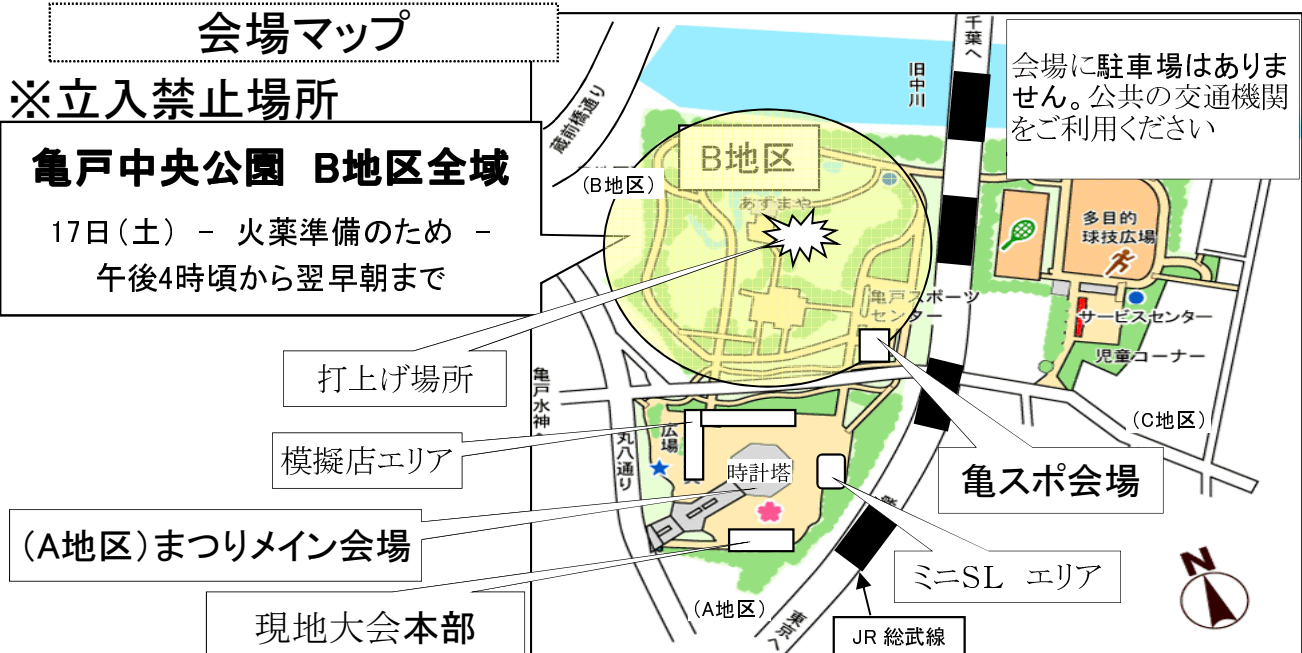 会場マップ
※立入禁止場所
亀戸中央公園 B地区全域
17日(土) - 火薬準備のため -
午後4時頃から翌早朝まで
打上げ場所
模擬店エリア
(A地区)まつりメイン会場
現地大会本部
蔵前橋通り
旧中川
千葉へ
会場に駐車場はありま
せん。公共の交通機関
をご利用ください
B地区
(B地区)
あずまや
亀戸スポーツ
センター
多目的
球技広場
サービスセンター
児童コーナー
(C地区)
亀戸水神へ
丸八通り
広場
時計塔
亀スポ会場
ミニSL エリア
(A地区)
東京へ
JR 総武線
N